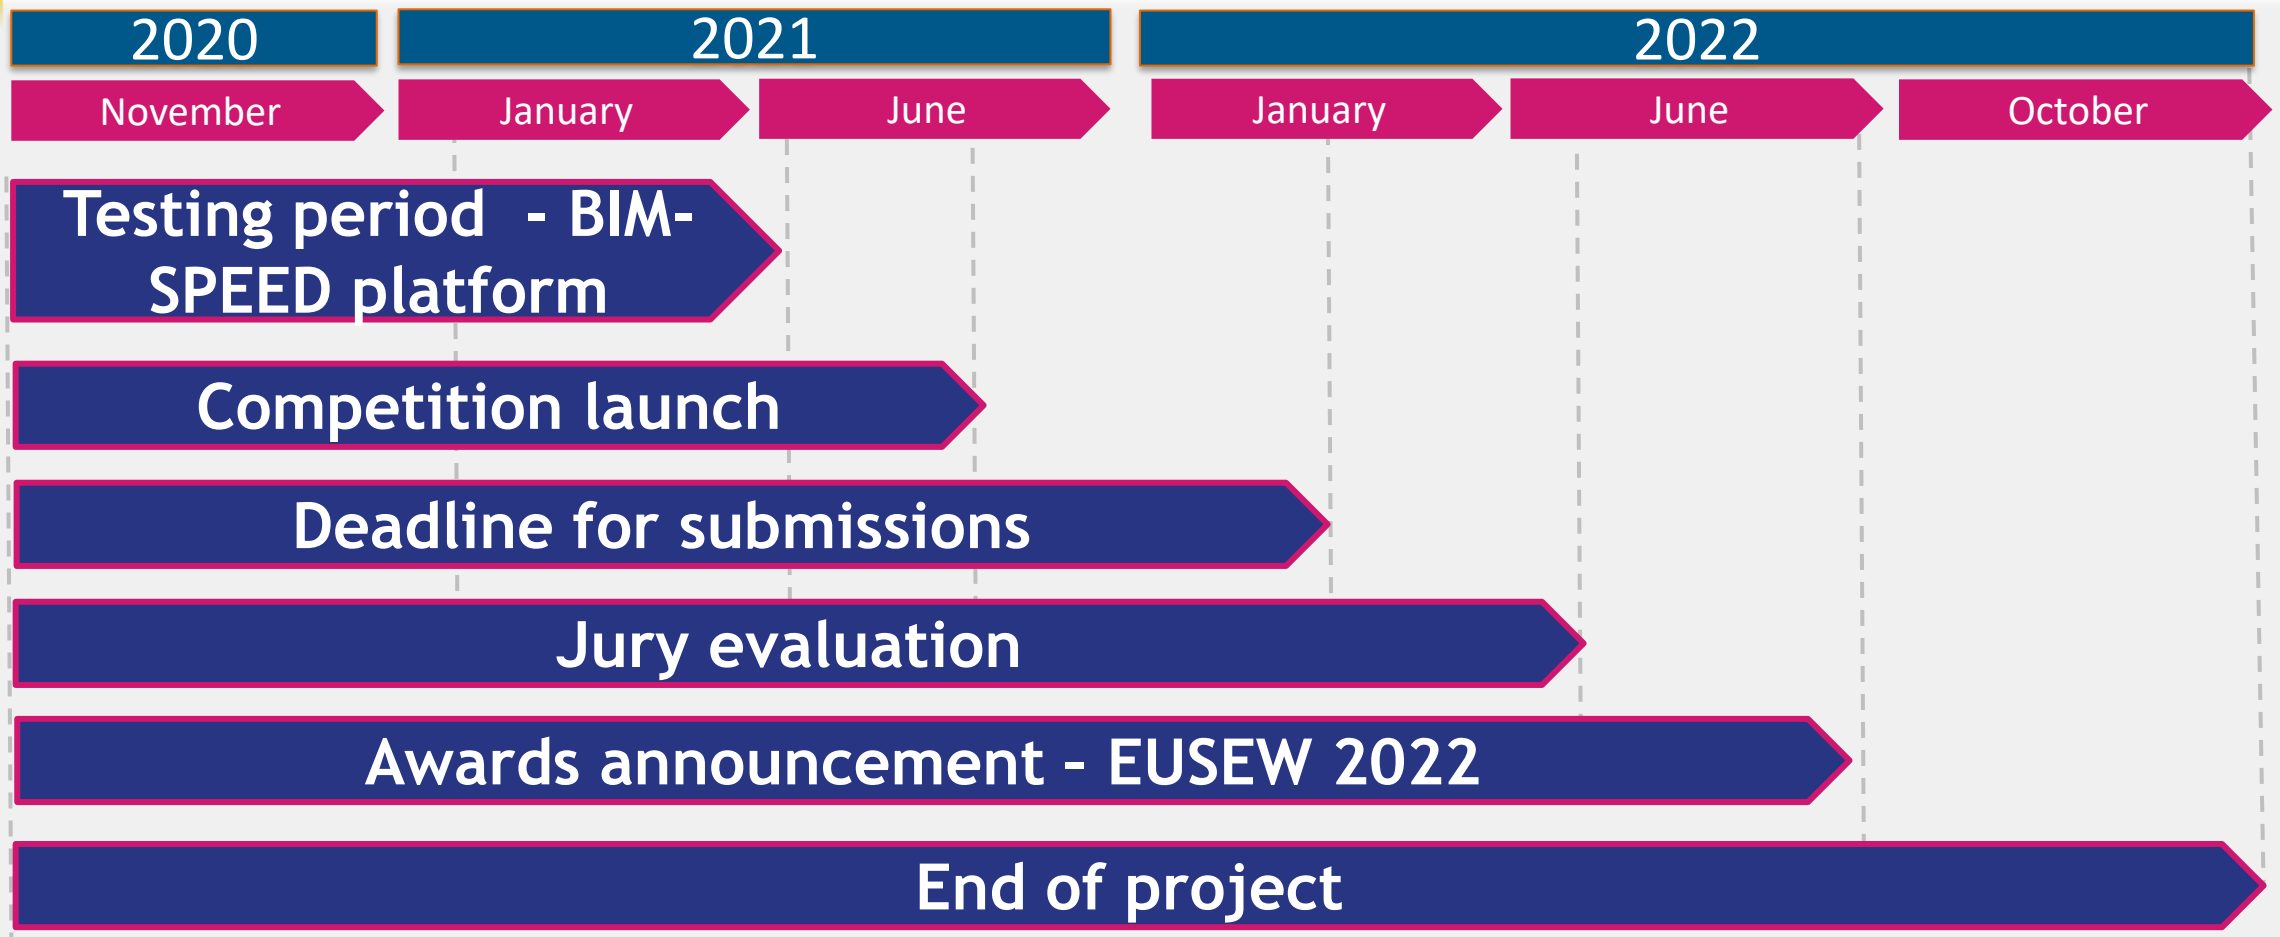 2020
2021
2022
November
January
June
January
June
October
Testing period - BIM-
SPEED platform
Competition launch
Deadline for submissions
Jury evaluation
Awards announcement – EUSEW 2022
End of project